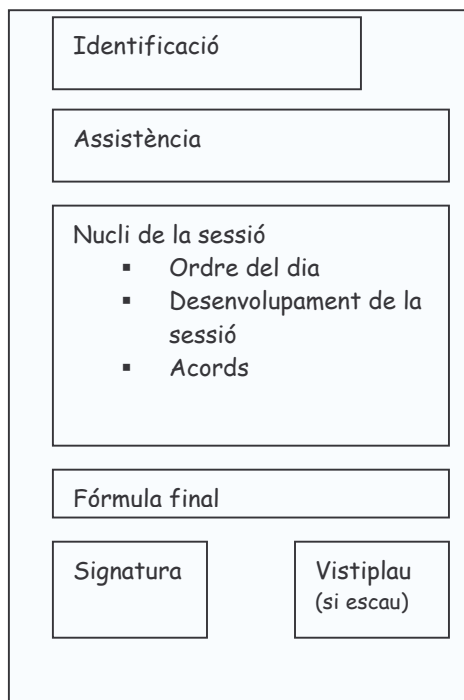 Identificació
Assistència
Nucli de la sessió
▪ Ordre del dia
▪ Desenvolupament de la
sessió
▪ Acords
Fórmula final
Signatura
Vistiplau
(si escau)